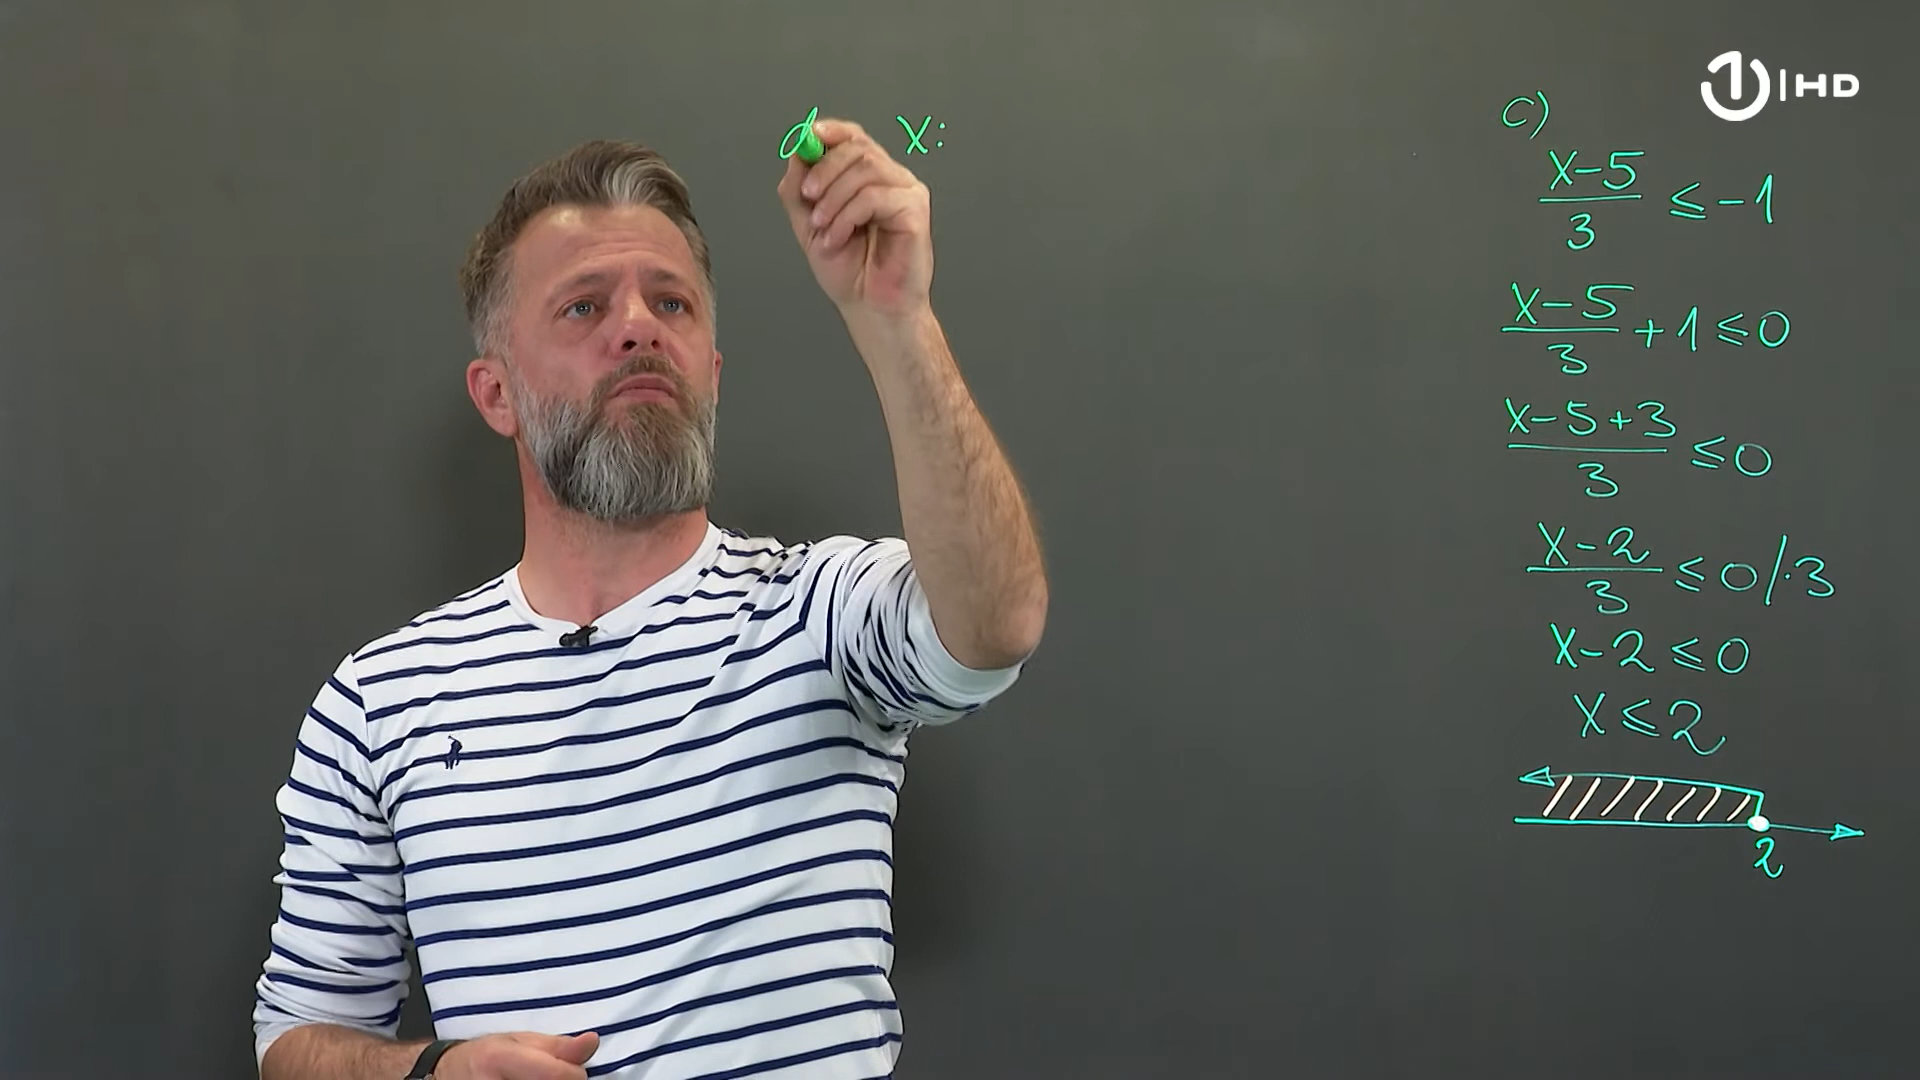 d X:
1 | HD
c)
x-5/3 ≤ -1
x-5/3 + 1 ≤ 0
x-5+3/3 ≤ 0
x-2/3 ≤ 0 /·3
x-2 ≤ 0
x ≤ 2
2